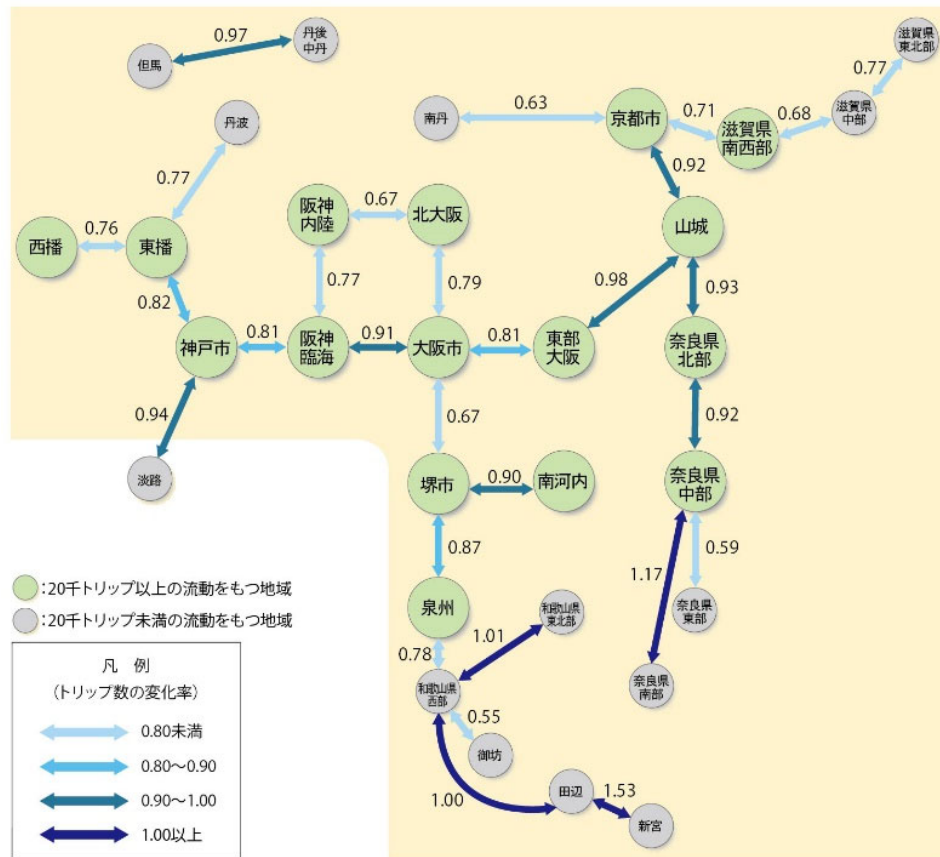 0.97
丹後
・
中丹
但馬
滋賀県
東北部
0.77
滋賀県
中部
丹波
南丹
0.63
京都市
0.71
滋賀県
南西部
0.68
0.92
0.77
阪神
内陸
0.67
北大阪
山城
西播
0.76
東播
0.82
0.77
0.79
0.98
0.93
神戸市
0.81
阪神
臨海
0.91
大阪市
0.81
東部
大阪
奈良県
北部
0.94
0.67
0.92
淡路
堺市
0.90
南河内
奈良県
中部
0.87
0.59
1.17
:20千トリップ以上の流動をもつ地域
:20千トリップ未満の流動をもつ地域
泉州
和歌山県
東北部
奈良県
東部
0.78
1.01
和歌山県
西部
奈良県
南部
0.55
御坊
1.00
田辺
1.53
新宮
凡 例
(トリップ数の変化率)
0.80未満
0.80〜0.90
0.90〜1.00
1.00以上